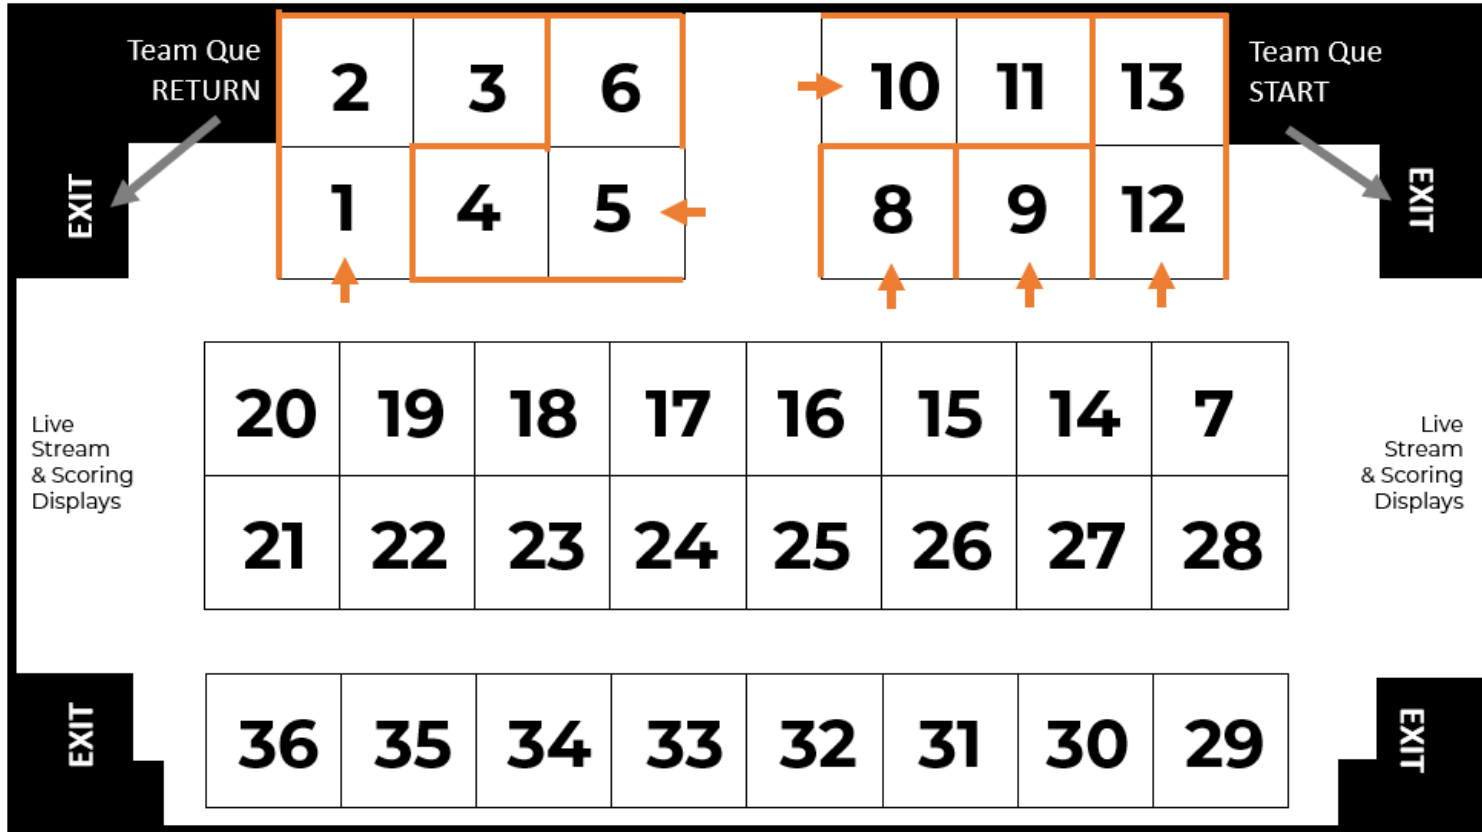 Team Que
RETURN
2 3 6
10 11 13
Team Que
START
EXIT
1 4 5
8 9 12
EXIT
20 19 18 17 16 15 14 7
Live
Stream
& Scoring
Displays
Live
Stream
& Scoring
Displays
21 22 23 24 25 26 27 28
EXIT
36 35 34 33 32 31 30 29
EXIT